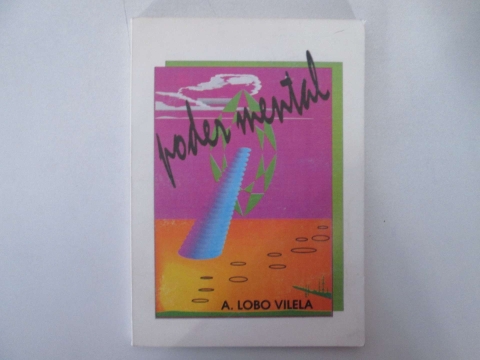 poder mental
A. LOBO VILELA